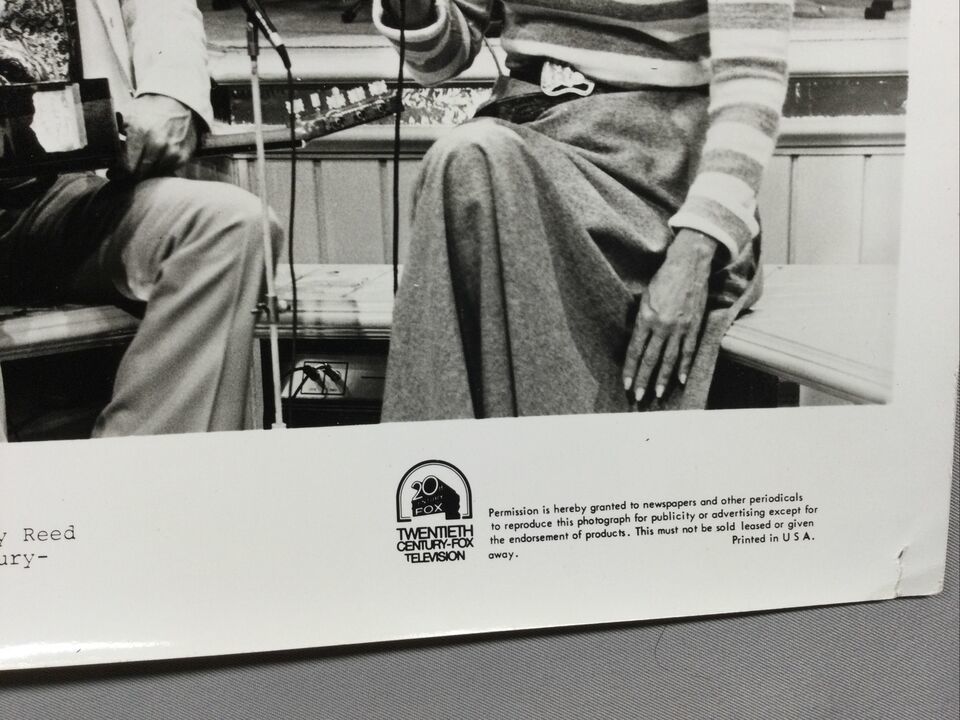 y Reed
ury-
20th
CENTURY
FOX
TWENTIETH
CENTURY-FOX
TELEVISION
Permission is hereby granted to newspapers and other periodicals
to reproduce this photograph for publicity or advertising except for
the endorsement of products. This must not be sold leased or given
away. Printed in U S A.